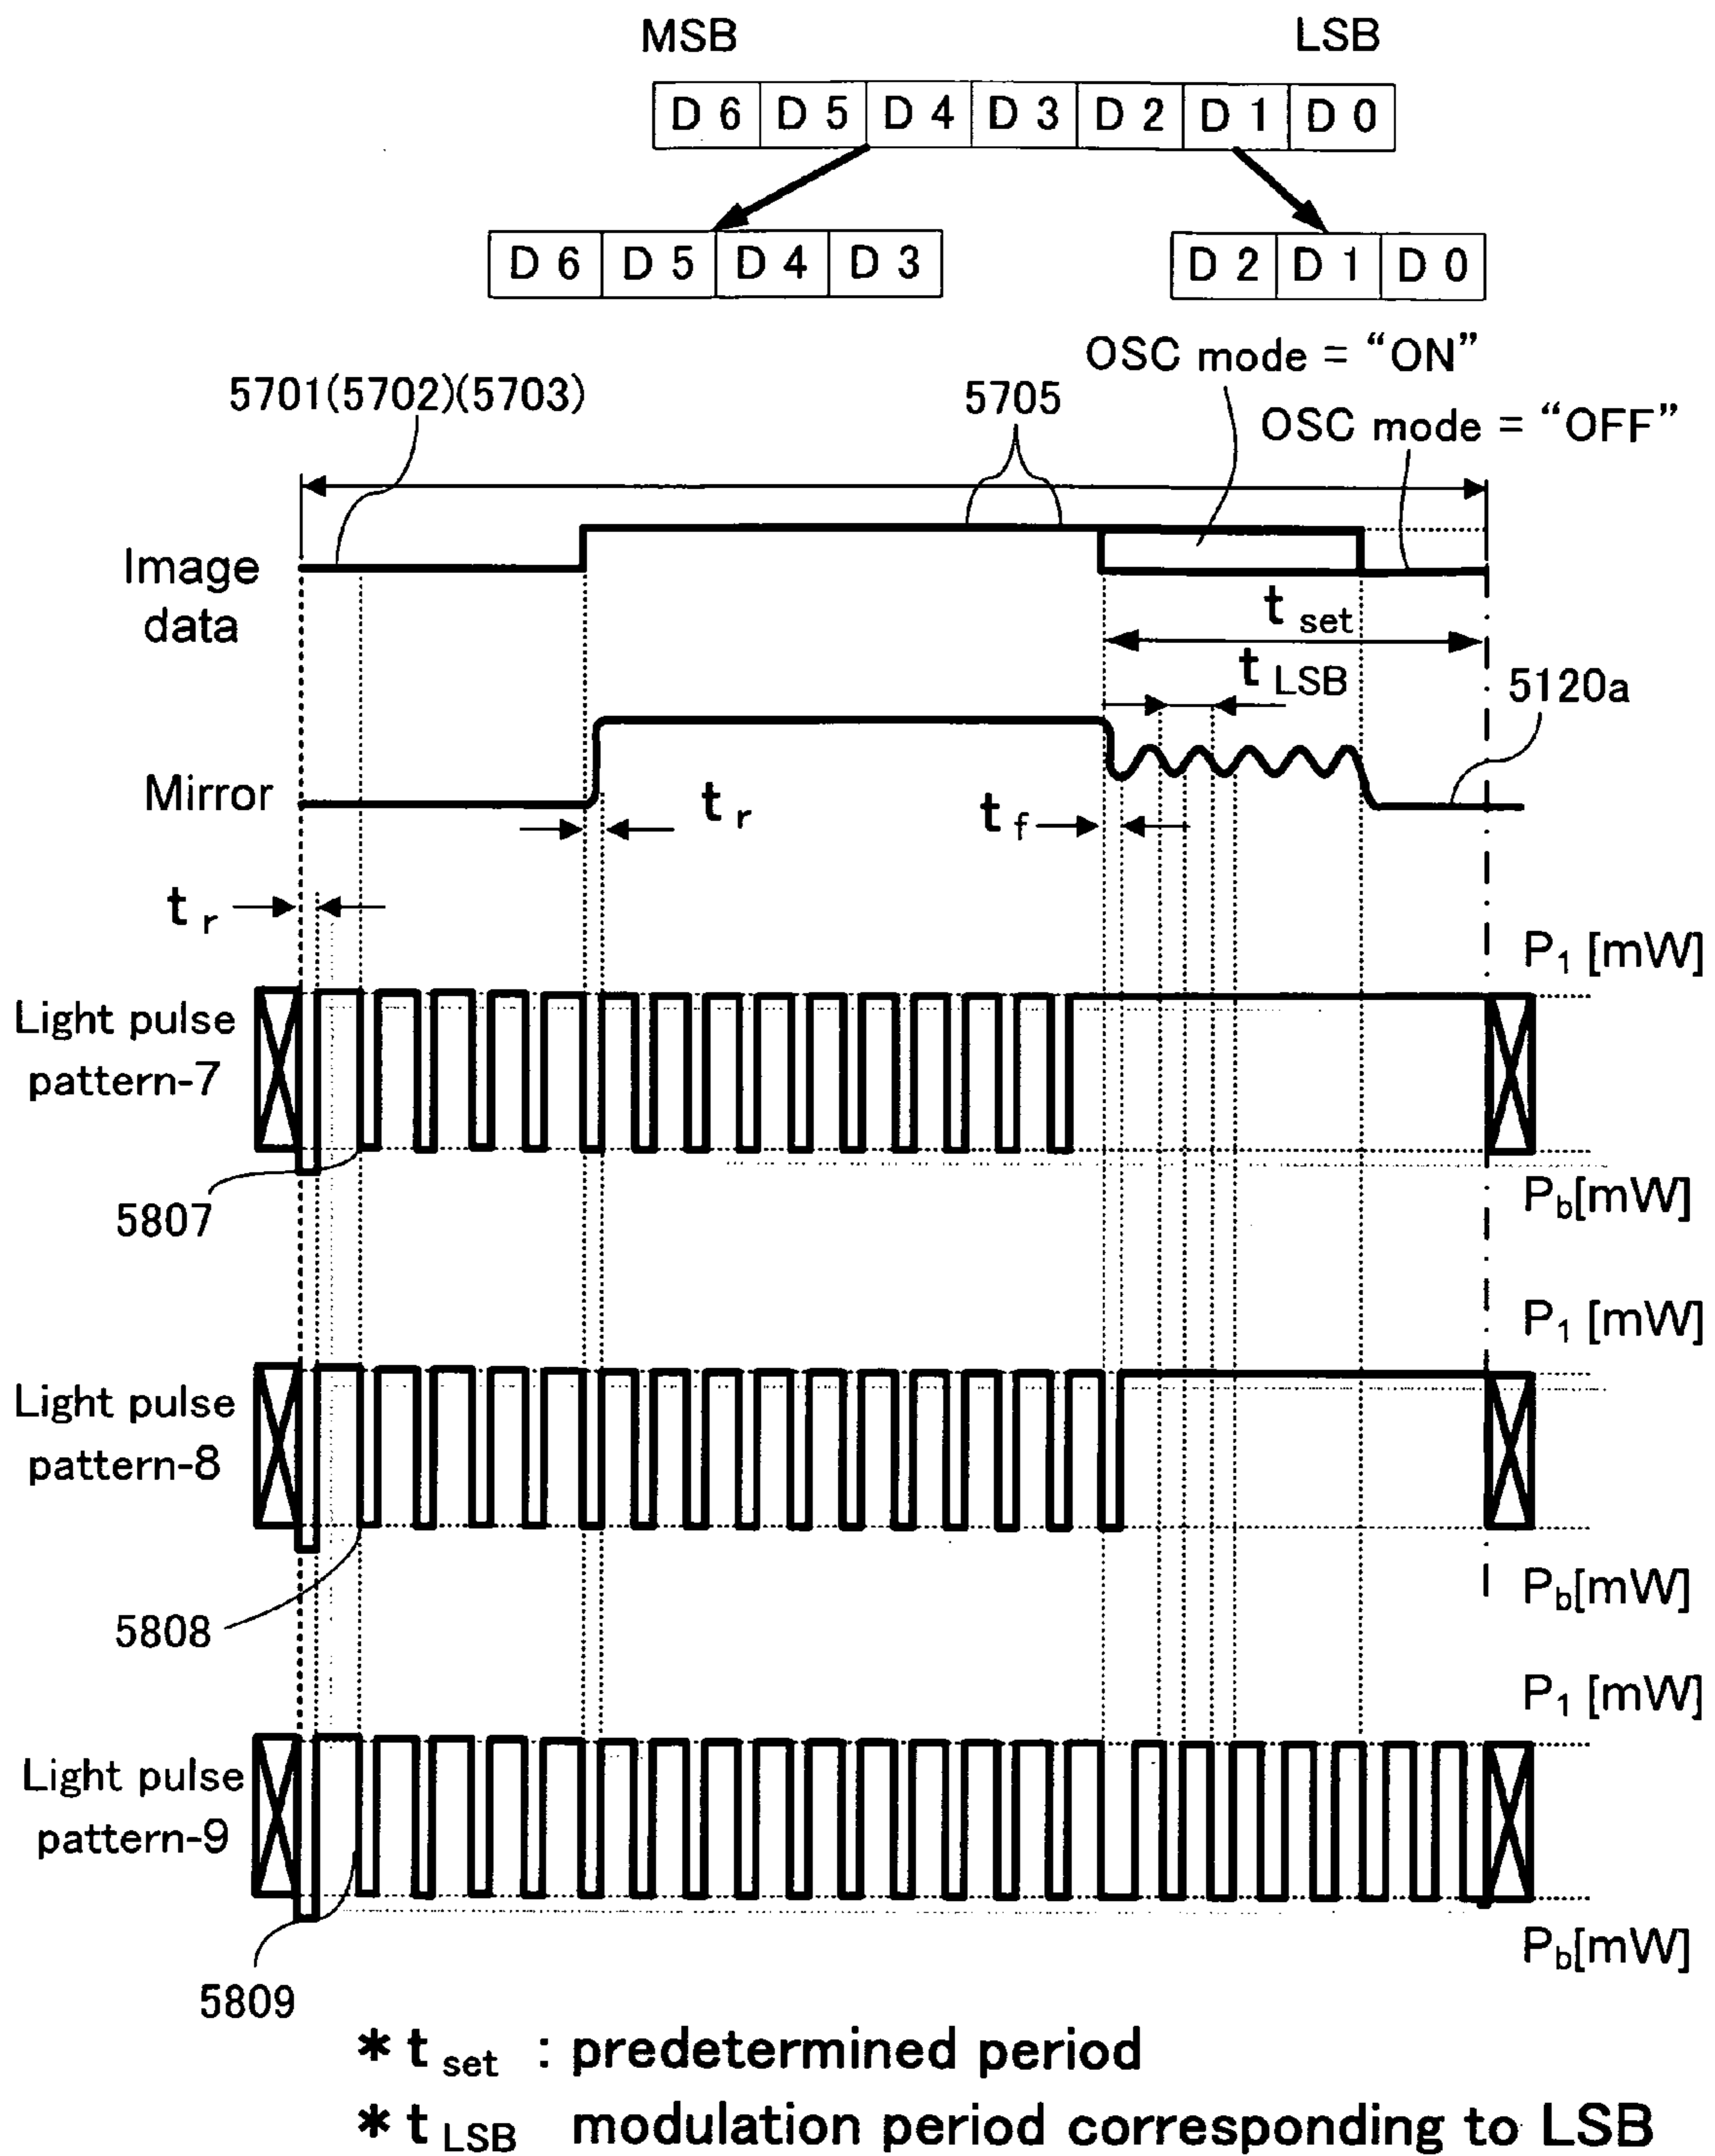 MSB LSB
D 6 D 5 D 4 D 3 D 2 D 1 D 0
D 6 D 5 D 4 D 3 D 2 D 1 D 0
OSC mode = “ON”
5701(5702)(5703) 5705
OSC mode = “OFF”
Image
data
t set
t LSB
5120a
Mirror
t r t f
t r
P1 [mW]
Light pulse
pattern-7
Pb[mW]
5807
P1 [mW]
Light pulse
pattern-8
Pb[mW]
5808
P1 [mW]
Light pulse
pattern-9
Pb[mW]
5809
* t set : predetermined period
* t LSB modulation period corresponding to LSB